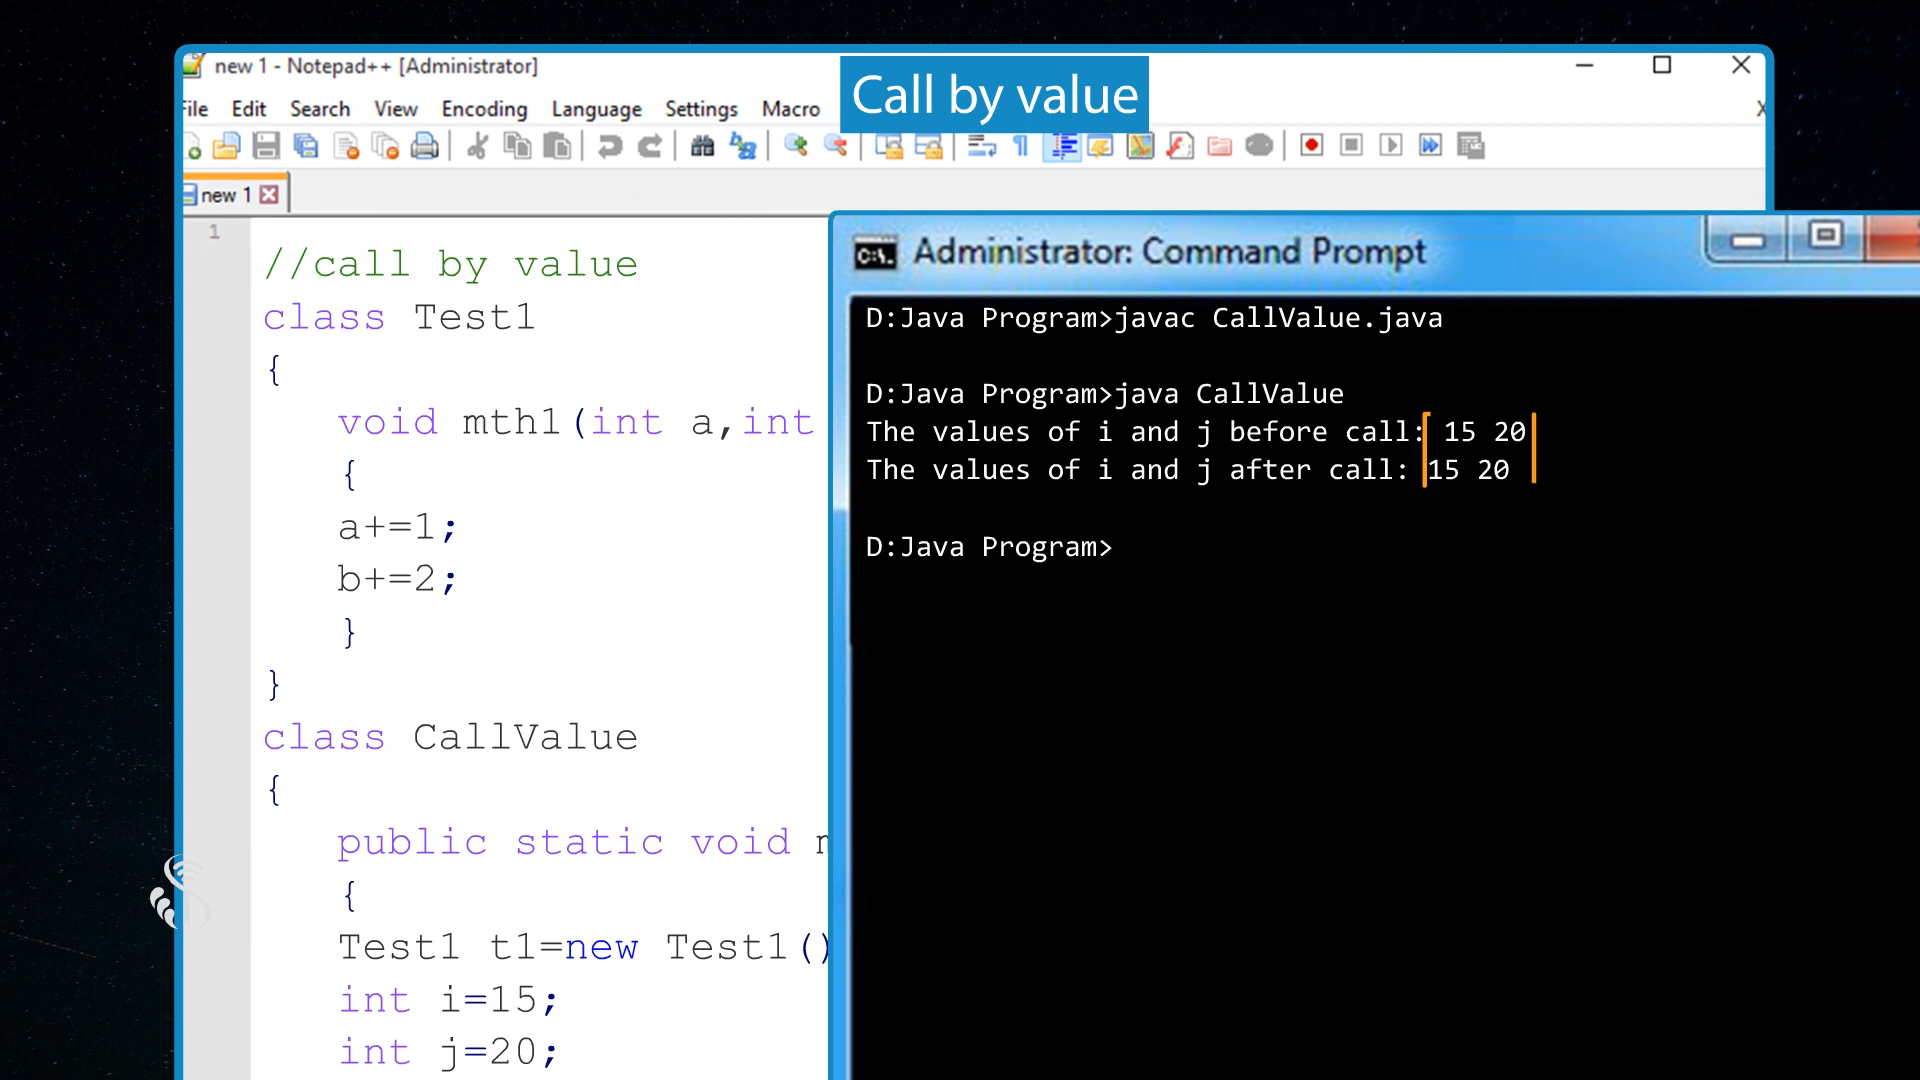 new 1 - Notepad++ [Administrator]
Call by value
File Edit Search View Encoding Language Settings Macro
new 1
1
//call by value
class Test1
{
void mth1(int a,int
{
a+=1;
b+=2;
}
}
class CallValue
{
public static void
{
Test1 t1=new Test1()
int i=15;
int j=20;
Administrator: Command Prompt
D:Java Program>javac CallValue.java
D:Java Program>java CallValue
The values of i and j before call: 15 20
The values of i and j after call: 15 20
D:Java Program>